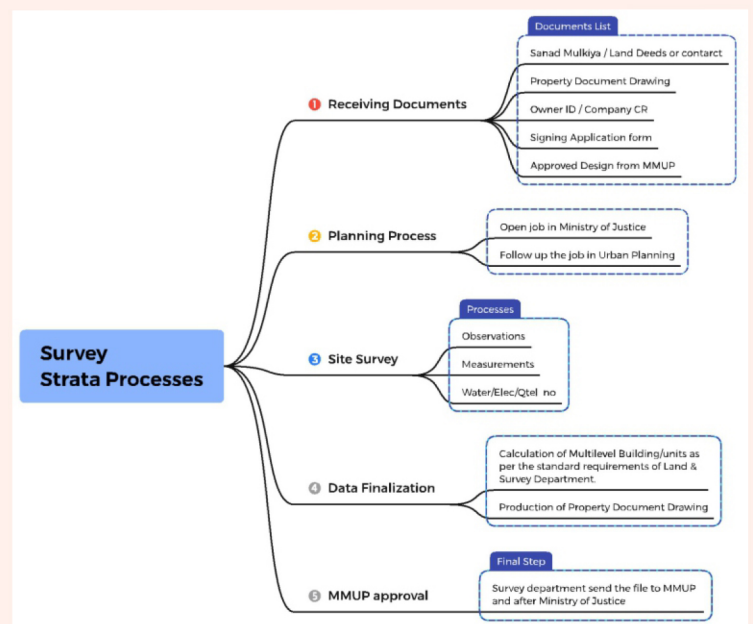 Survey
Strata Processes
1 Receiving Documents
Documents List
Sanad Mulkiya / Land Deeds or contarct
Property Document Drawing
Owner ID / Company CR
Signing Application form
Approved Design from MMUP
2 Planning Process
Open job in Ministry of Justice
Follow up the job in Urban Planning
3 Site Survey
Processes
Observations
Measurements
Water/Elec/Qtel no
4 Data Finalization
Calculation of Multilevel Building/units as
per the standard requirements of Land &
Survey Department.
Production of Property Document Drawing
5 MMUP approval
Final Step
Survey department send the file to MMUP
and after Ministry of Justice